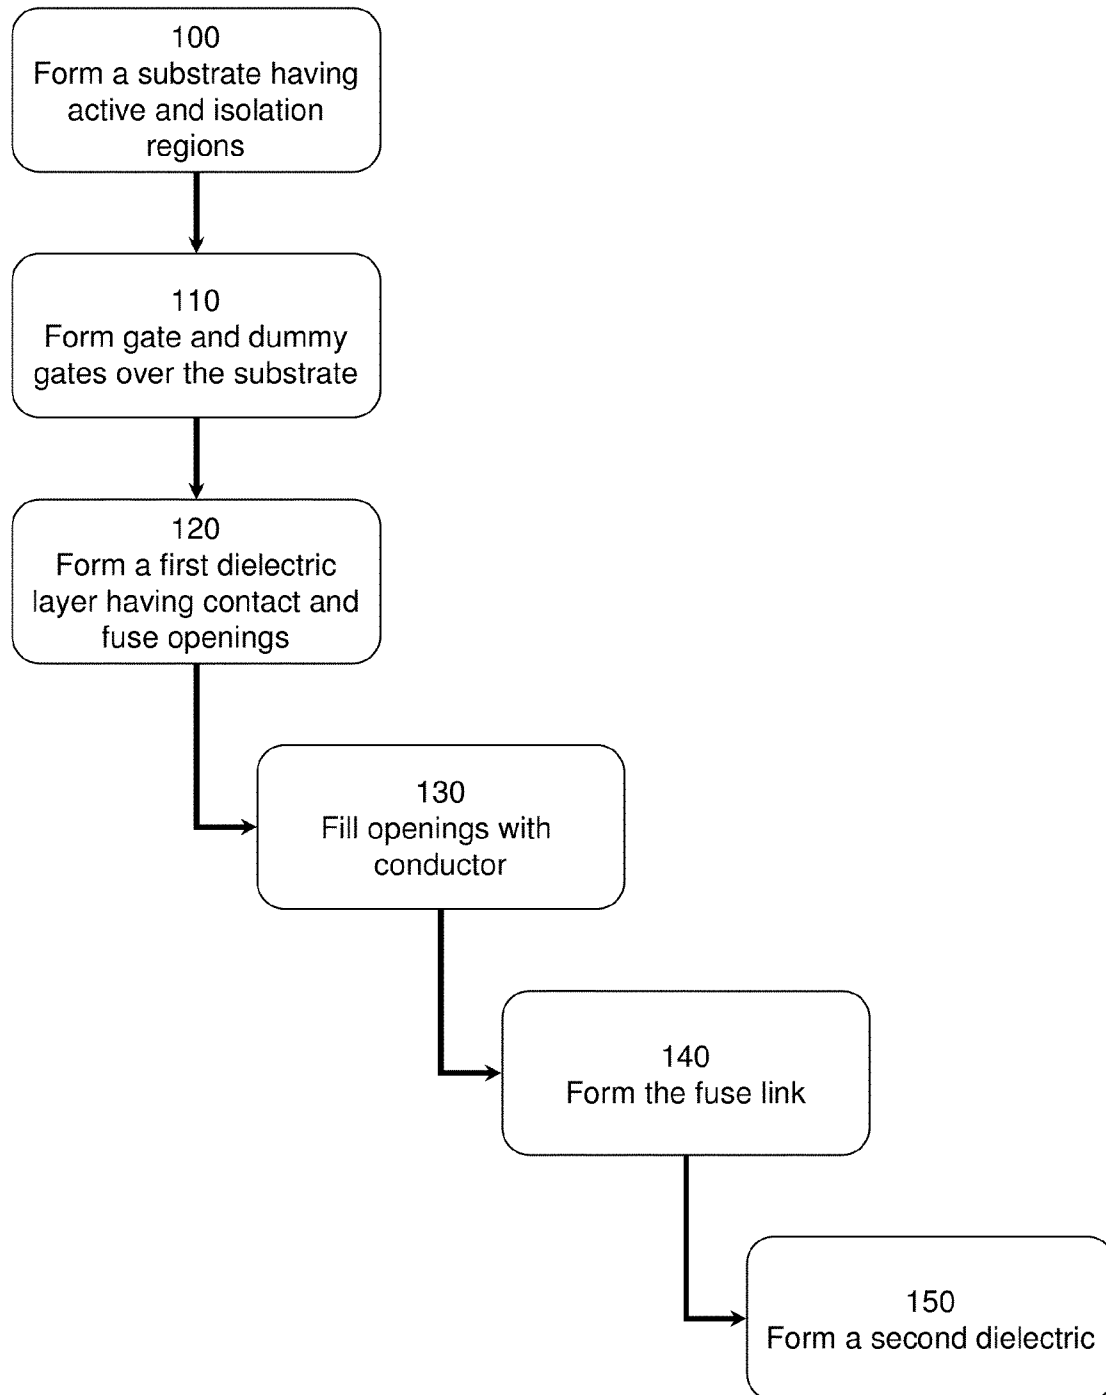 100
Form a substrate having
active and isolation
regions
110
Form gate and dummy
gates over the substrate
120
Form a first dielectric
layer having contact and
fuse openings
130
Fill openings with
conductor
140
Form the fuse link
150
Form a second dielectric